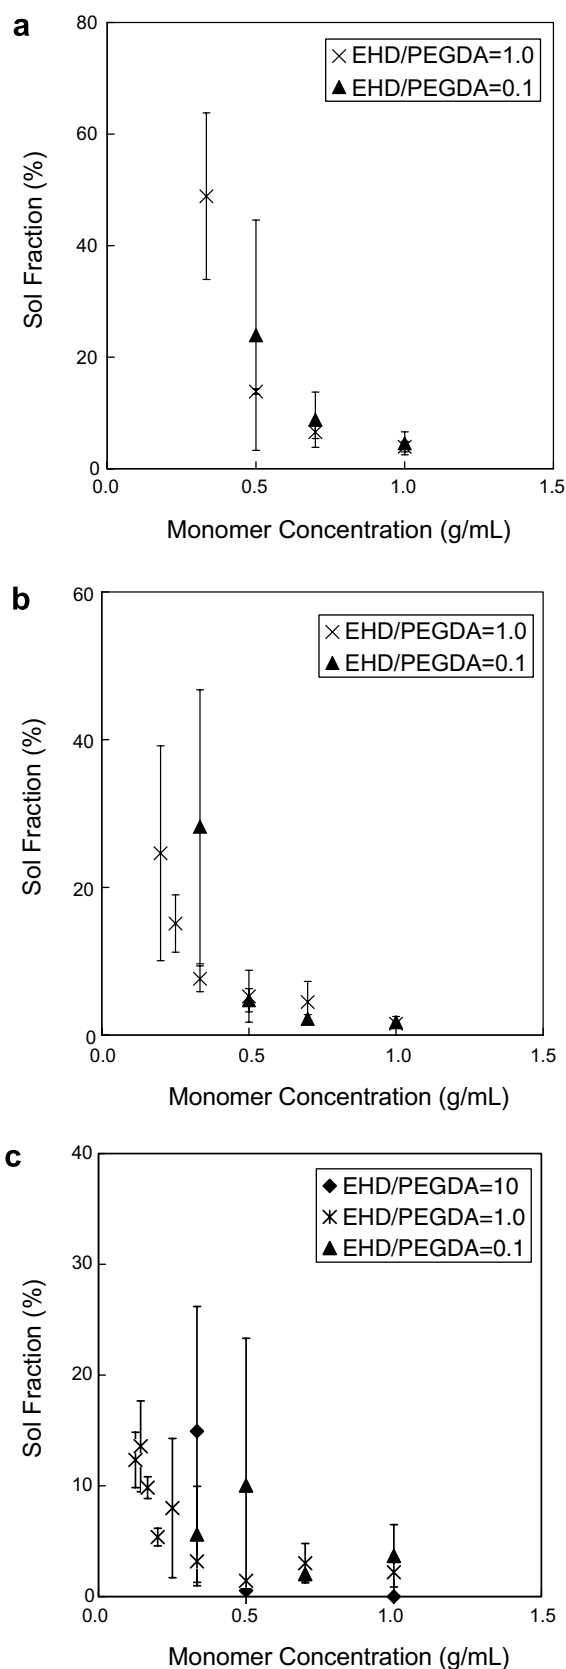 a
80
EHD/PEGDA=1.0
EHD/PEGDA=0.1
60
40
20
0
Sol Fraction (%)
0.0 0.5 1.0 1.5
Monomer Concentration (g/mL)
b
60
EHD/PEGDA=1.0
EHD/PEGDA=0.1
40
20
0
Sol Fraction (%)
0.0 0.5 1.0 1.5
Monomer Concentration (g/mL)
c
40
EHD/PEGDA=10
EHD/PEGDA=1.0
EHD/PEGDA=0.1
30
20
10
0
Sol Fraction (%)
0.0 0.5 1.0 1.5
Monomer Concentration (g/mL)